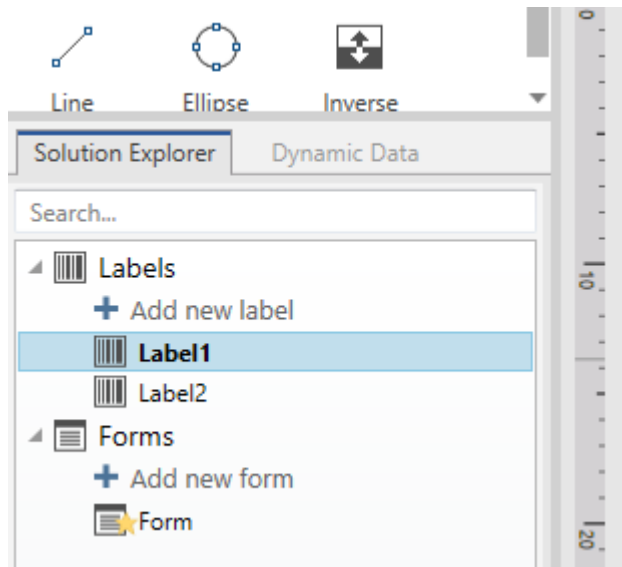 Line Ellipse Inverse
Solution Explorer Dynamic Data
Search...
Labels
Add new label
Label1
Label2
Forms
Add new form
Form
10
20